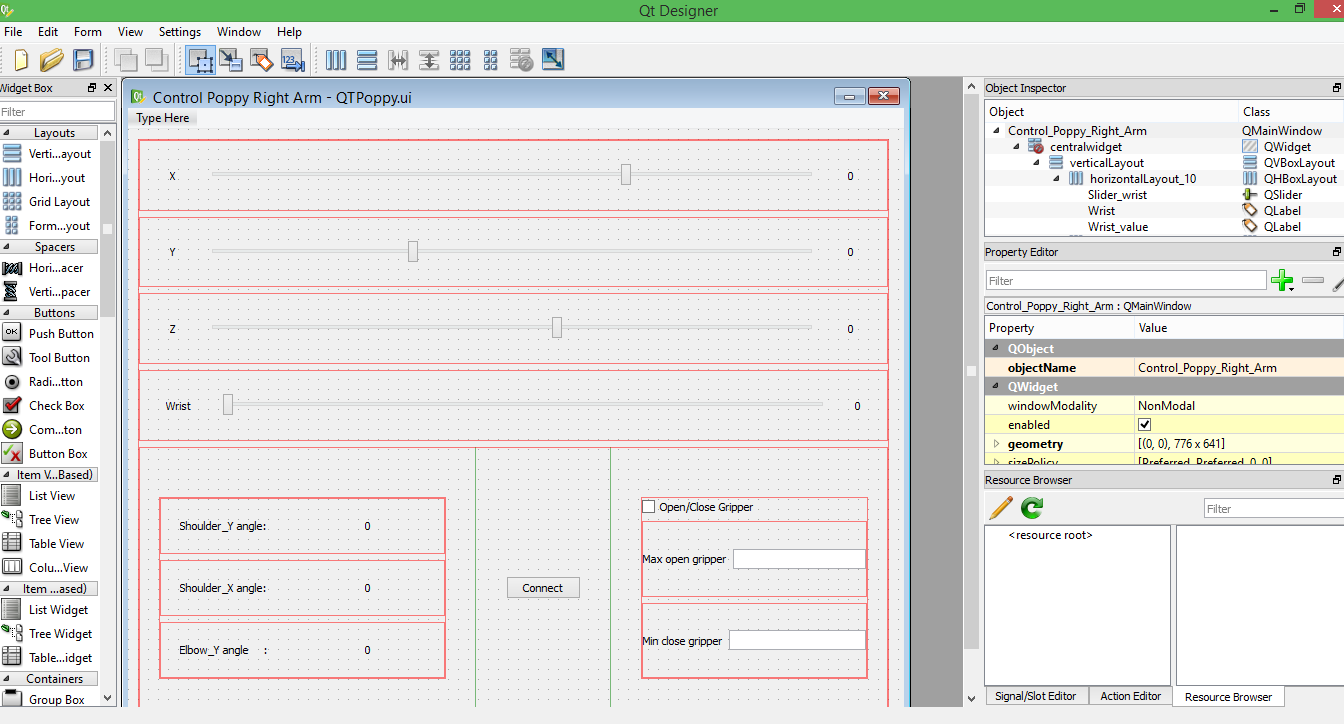 Qt Designer
File Edit Form View Settings Window Help
123
Widget Box
Filter
Layouts
Verti...ayout
Hori...yout
Grid Layout
Form...yout
Spacers
Hori...acer
Verti...pacer
Buttons
OK Push Button
Tool Button
Radi...tton
Check Box
Com...ton
Button Box
Item V...Based)
List View
Tree View
Table View
Colu...View
Item ...ased)
List Widget
Tree Widget
Table...idget
Containers
Group Box
Qt Control Poppy Right Arm - QTPoppy.ui
Type Here
X 0
Y 0
Z 0
Wrist 0
Shoulder_Y angle: 0
Shoulder_X angle: 0
Elbow_Y angle : 0
Connect
Open/Close Gripper
Max open gripper
Min close gripper
Object Inspector
Object Class
Control_Poppy_Right_Arm QMainWindow
centralwidget QWidget
verticalLayout QVBoxLayout
horizontalLayout_10 QHBoxLayout
Slider_wrist QSlider
Wrist QLabel
Wrist_value QLabel
Property Editor
Filter
Control_Poppy_Right_Arm : QMainWindow
Property Value
QObject
objectName Control_Poppy_Right_Arm
QWidget
windowModality NonModal
enabled
geometry [(0, 0), 776 x 641]
sizePolicy [Preferred, Preferred, 0, 0]
Resource Browser
Filter
<resource root>
Signal/Slot Editor Action Editor Resource Browser